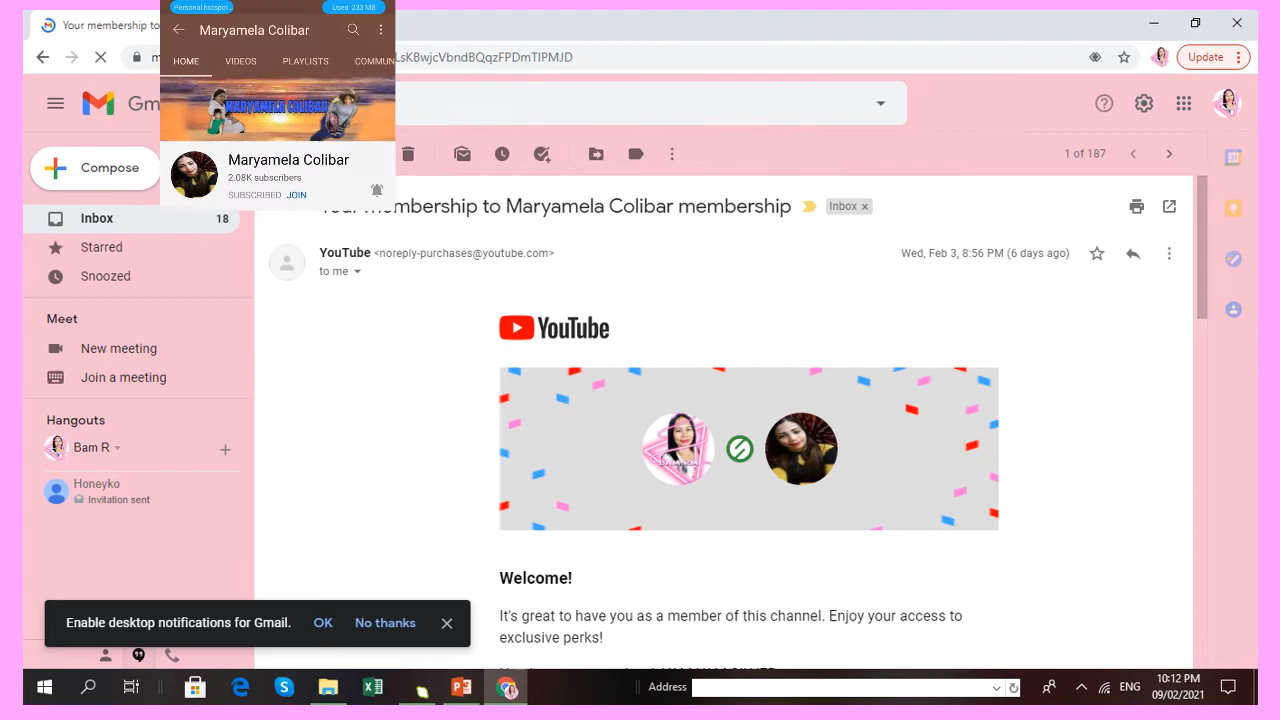 Your membership to
Personal hotspot..
Used 233 MB
Maryamela Colibar
HOME VIDEOS PLAYLISTS COMMUN
MARYAMELA COLIBAR
Maryamela Colibar
2.08K subscribers
SUBSCRIBED JOIN
LsKBwjcVbndBQqzFPDmTlPMJD
Update
Gm
Compose
1 of 187
Inbox 18
Starred
Snoozed
Meet
New meeting
Join a meeting
Hangouts
Bam R
Honeyko
Invitation sent
Your membership to Maryamela Colibar membership
Inbox x
YouTube <noreply-purchases@youtube.com>
Wed, Feb 3, 8:56 PM (6 days ago)
to me
YouTube
Welcome!
It's great to have you as a member of this channel. Enjoy your access to
exclusive perks!
Enable desktop notifications for Gmail. OK No thanks
Address
ENG
10:12 PM
09/02/2021